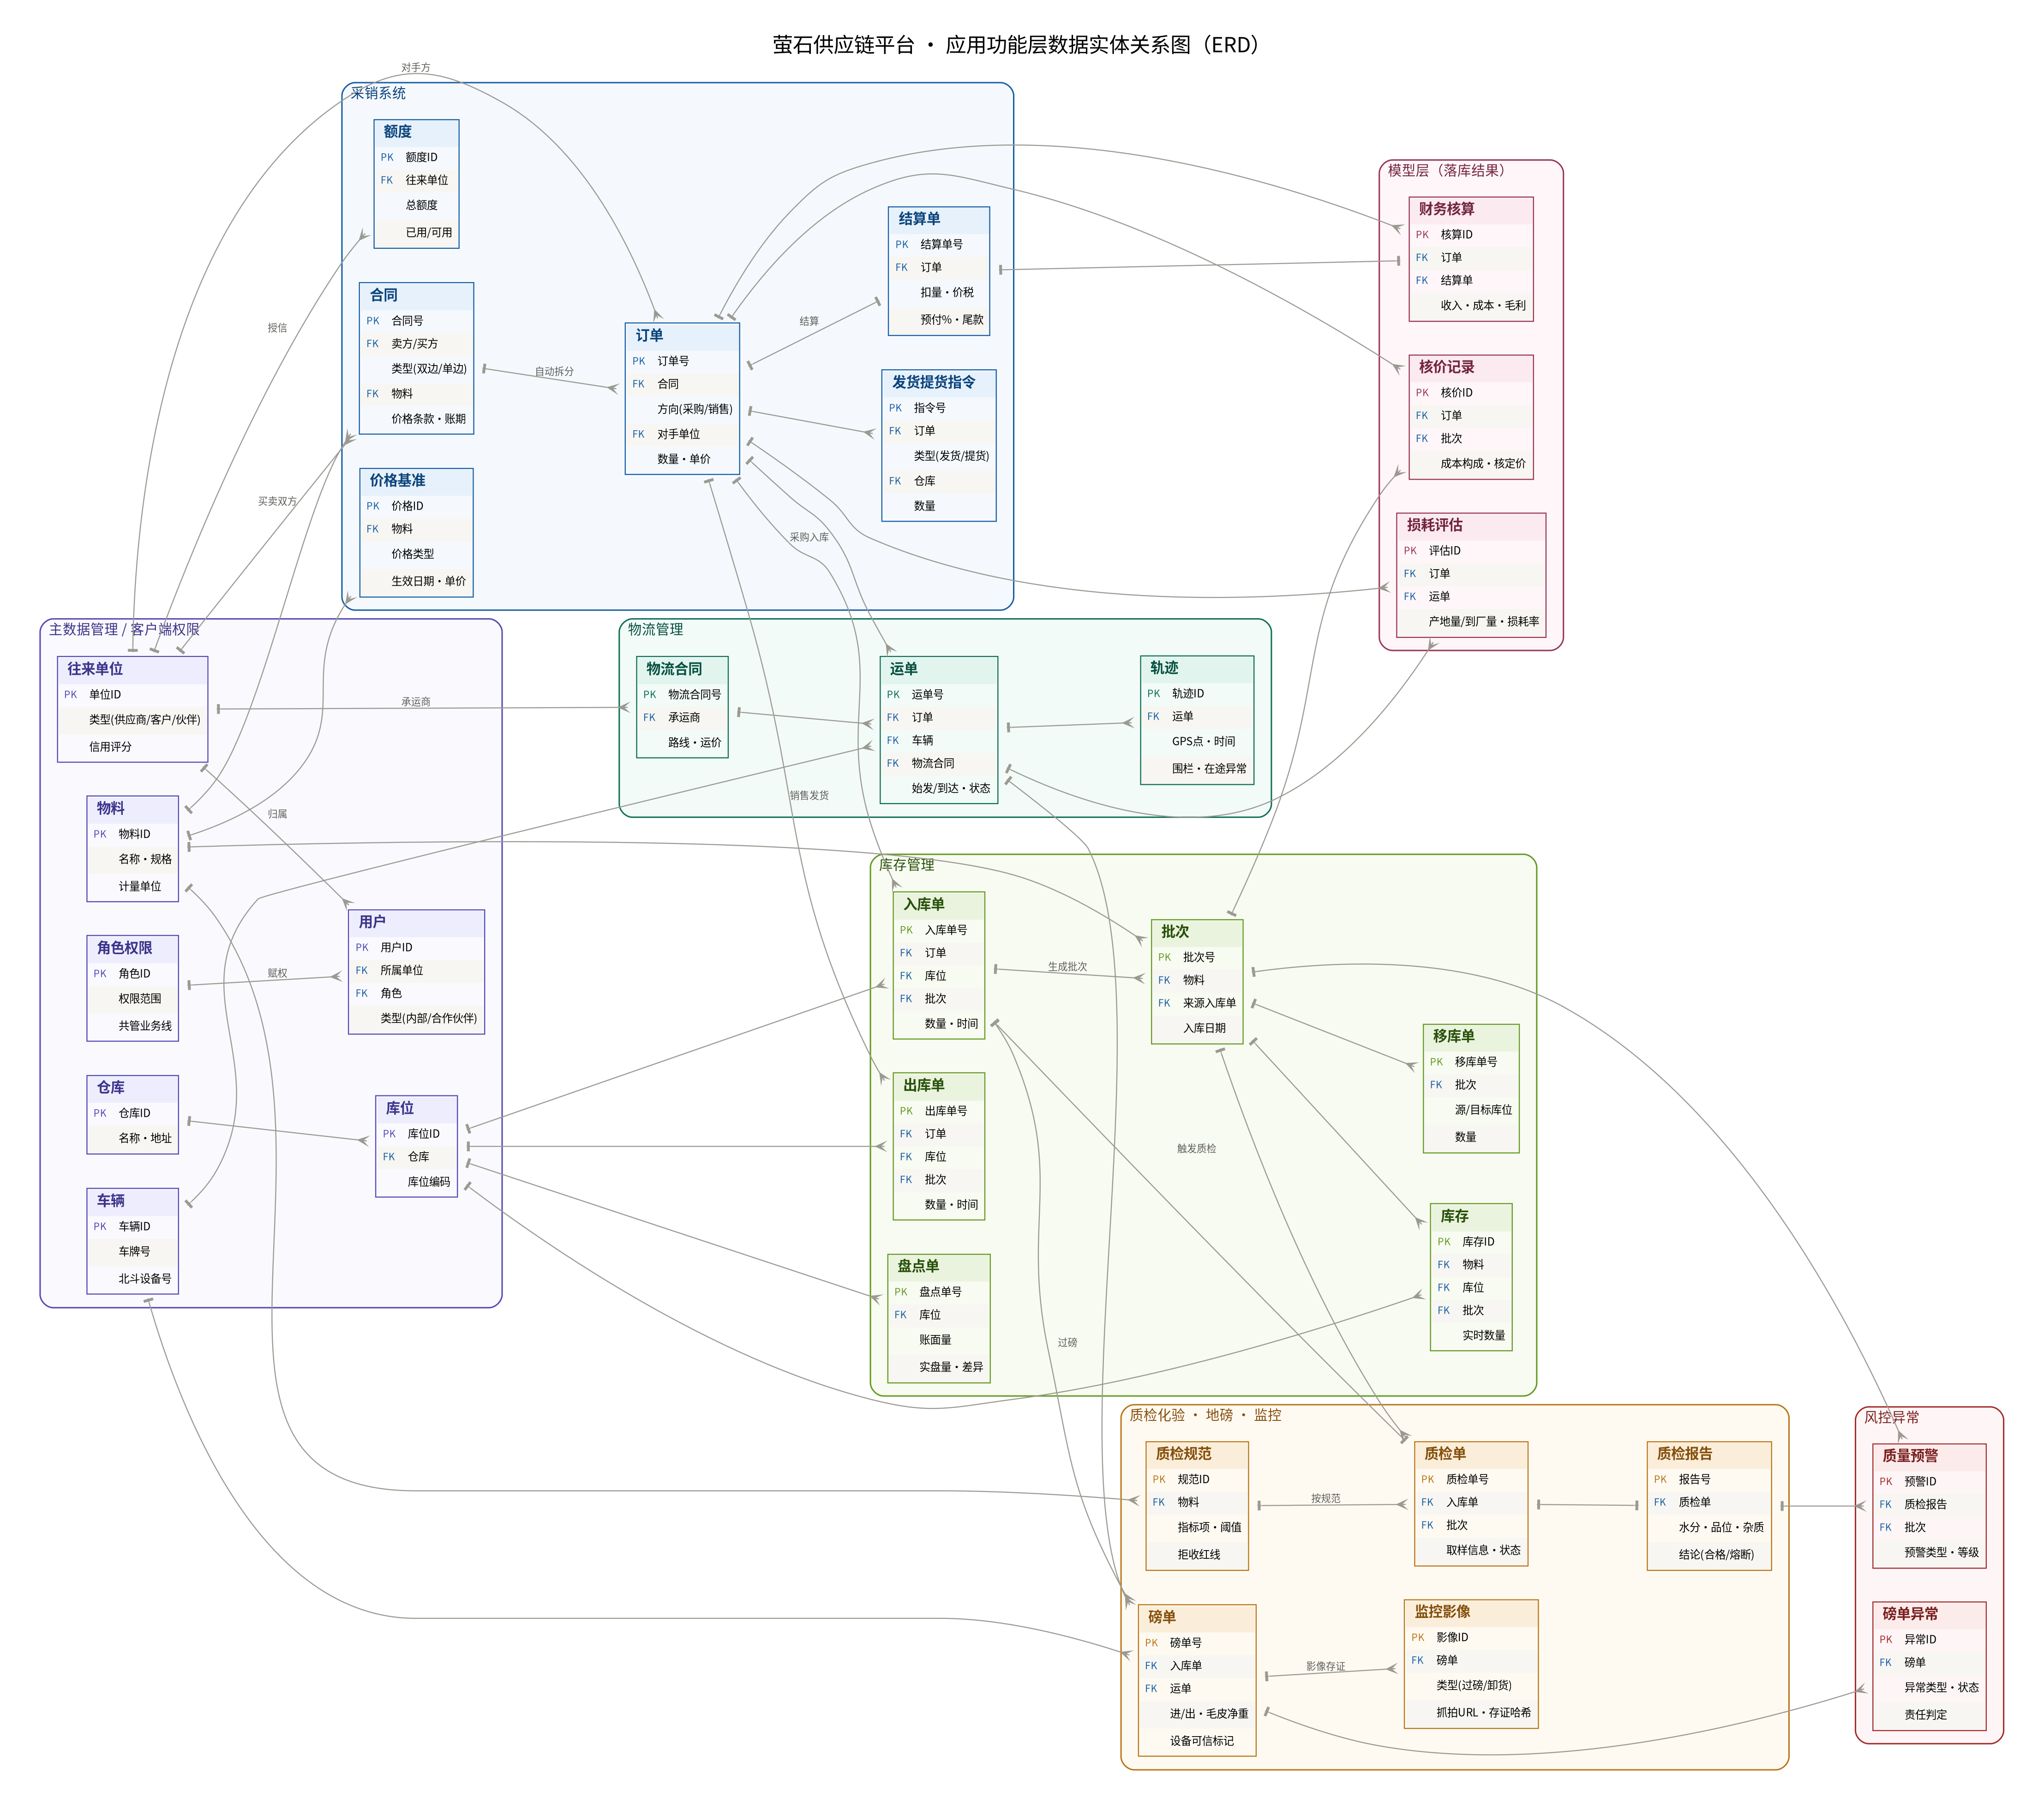 萤石供应链平台 · 应用功能层数据实体关系图（ERD）
对手方
采销系统
额度
PK 额度ID
FK 往来单位
总额度
已用/可用
合同
PK 合同号
FK 卖方/买方
类型(双边/单边)
FK 物料
价格条款・账期
价格基准
PK 价格ID
FK 物料
价格类型
生效日期・单价
授信
买卖双方
自动拆分
订单
PK 订单号
FK 合同
方向(采购/销售)
FK 对手单位
数量・单价
结算
结算单
PK 结算单号
FK 订单
扣量・价税
预付%・尾款
发货提货指令
PK 指令号
FK 订单
类型(发货/提货)
FK 仓库
数量
采购入库
销售发货
模型层（落库结果）
财务核算
PK 核算ID
FK 订单
FK 结算单
收入・成本・毛利
核价记录
PK 核价ID
FK 订单
FK 批次
成本构成・核定价
损耗评估
PK 评估ID
FK 订单
FK 运单
产地量/到厂量・损耗率
主数据管理 / 客户端权限
往来单位
PK 单位ID
类型(供应商/客户/伙伴)
信用评分
物料
PK 物料ID
名称・规格
计量单位
角色权限
PK 角色ID
权限范围
共管业务线
仓库
PK 仓库ID
名称・地址
车辆
PK 车辆ID
车牌号
北斗设备号
归属
赋权
用户
PK 用户ID
FK 所属单位
FK 角色
类型(内部/合作伙伴)
库位
PK 库位ID
FK 仓库
库位编码
承运商
物流管理
物流合同
PK 物流合同号
FK 承运商
路线・运价
运单
PK 运单号
FK 订单
FK 车辆
FK 物流合同
始发/到达・状态
轨迹
PK 轨迹ID
FK 运单
GPS点・时间
围栏・在途异常
库存管理
入库单
PK 入库单号
FK 订单
FK 库位
FK 批次
数量・时间
出库单
PK 出库单号
FK 订单
FK 库位
FK 批次
数量・时间
盘点单
PK 盘点单号
FK 库位
账面量
实盘量・差异
生成批次
批次
PK 批次号
FK 物料
FK 来源入库单
入库日期
触发质检
过磅
移库单
PK 移库单号
FK 批次
源/目标库位
数量
库存
PK 库存ID
FK 物料
FK 库位
FK 批次
实时数量
质检化验 · 地磅 · 监控
质检规范
PK 规范ID
FK 物料
指标项・阈值
拒收红线
按规范
质检单
PK 质检单号
FK 入库单
FK 批次
取样信息・状态
质检报告
PK 报告号
FK 质检单
水分・品位・杂质
结论(合格/熔断)
磅单
PK 磅单号
FK 入库单
FK 运单
进/出・毛皮净重
设备可信标记
影像存证
监控影像
PK 影像ID
FK 磅单
类型(过磅/卸货)
抓拍URL・存证哈希
风控异常
质量预警
PK 预警ID
FK 质检报告
FK 批次
预警类型・等级
磅单异常
PK 异常ID
FK 磅单
异常类型・状态
责任判定